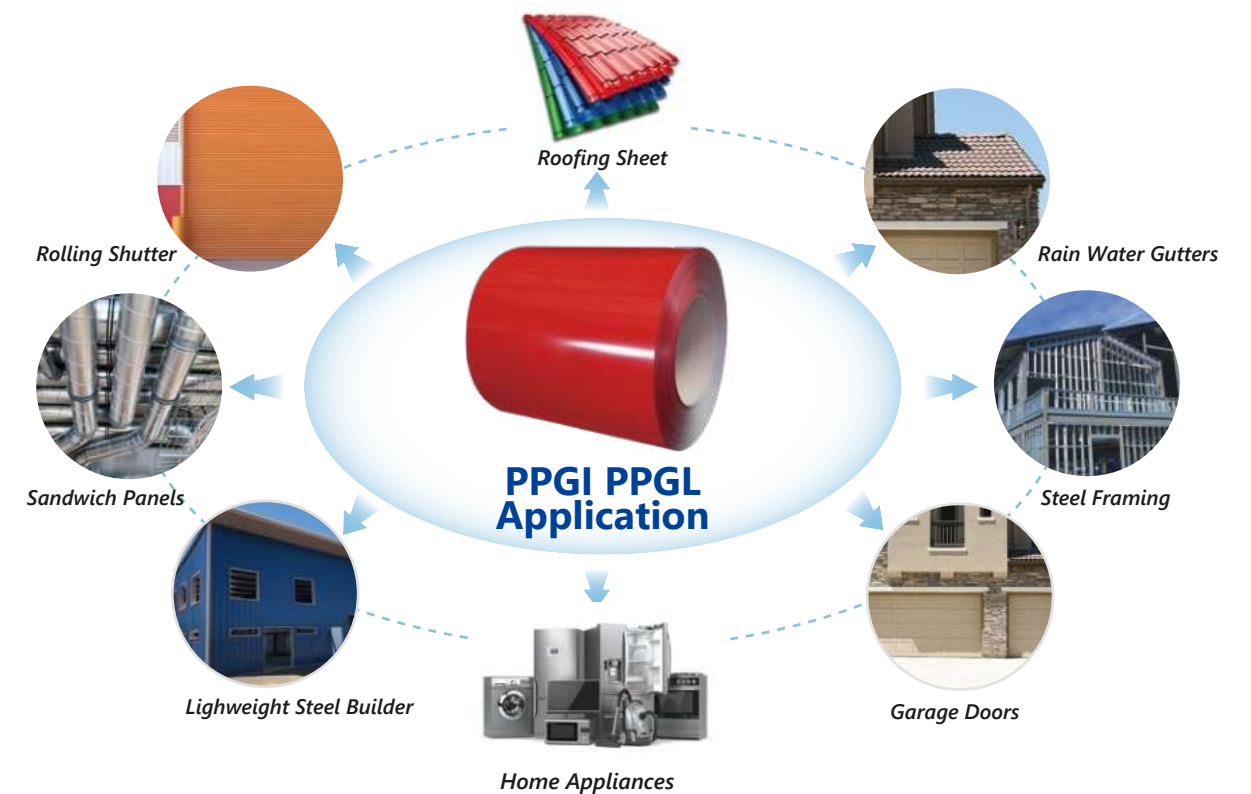 Roofing Sheet
Rolling Shutter
Rain Water Gutters
PPGI PPGL
Application
Sandwich Panels
Steel Framing
Lighweight Steel Builder
Garage Doors
Home Appliances